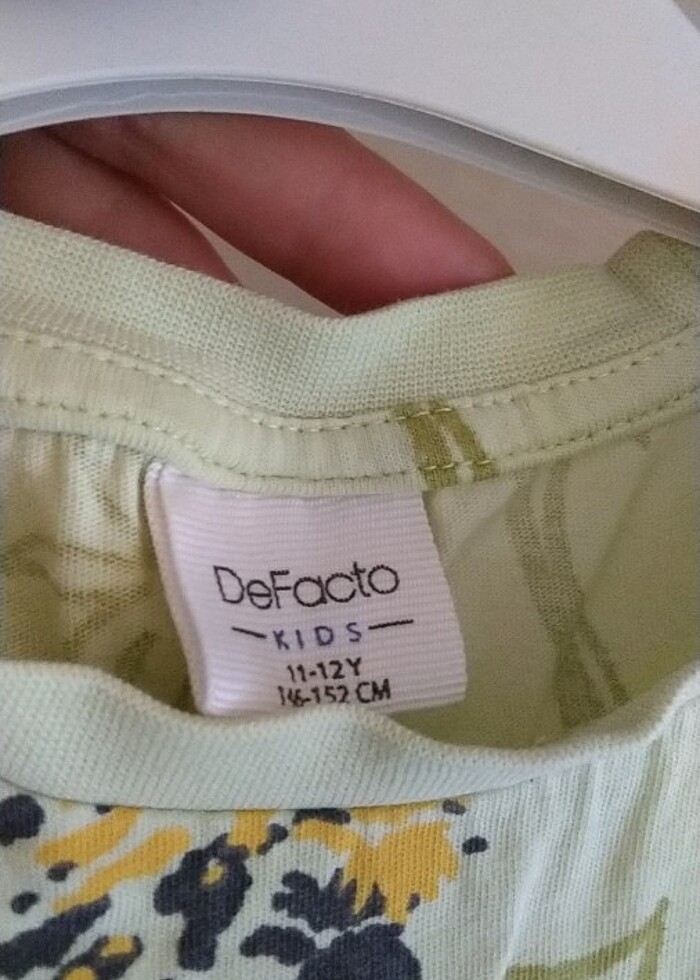 DeFacto
KIDS
11-12Y
146-152 CM